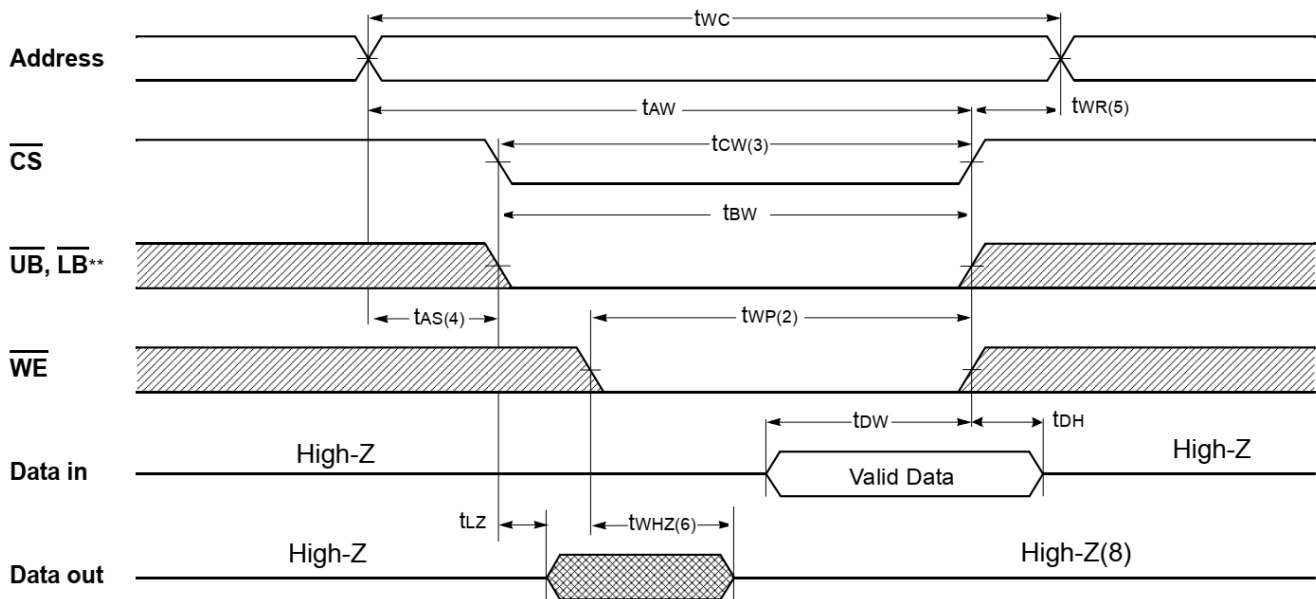 tWC
Address
tAW
tWR(5)
CS
tCW(3)
tBW
UB, LB**
tAS(4)
tWP(2)
WE
tDW
tDH
High-Z
High-Z
Data in
Valid Data
tLZ
tWHZ(6)
High-Z
High-Z(8)
Data out